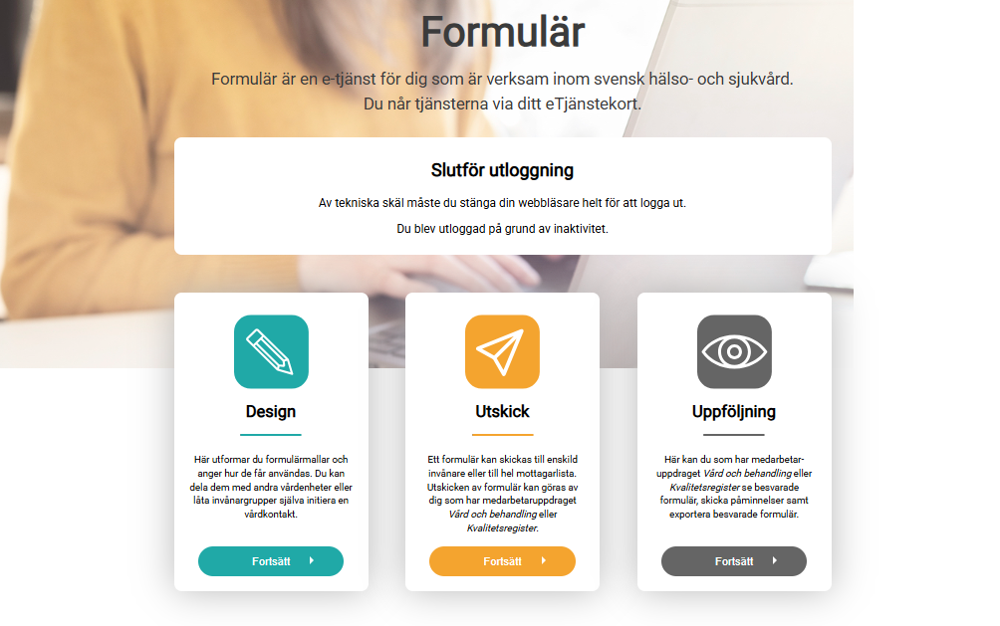 Formulär
Formulär är en e-tjänst för dig som är verksam inom svensk hälso- och sjukvård.
Du når tjänsterna via ditt eTjänstekort.
Slutför utloggning
Av tekniska skäl måste du stänga din webbläsare helt för att logga ut.
Du blev utloggad på grund av inaktivitet.
Design
Här utformar du formulärmallar och
anger hur de får användas. Du kan
dela dem med andra vårdenheter eller
låta invånargrupper själva initiera en
vårdkontakt.
Fortsätt
Utskick
Ett formulär kan skickas till enskild
invånare eller till hel mottagarlista.
Utskicken av formulär kan göras av
dig som har medarbetaruppdraget
Vård och behandling eller
Kvalitetsregister.
Fortsätt
Uppföljning
Här kan du som har medarbetar-
uppdraget Vård och behandling eller
Kvalitetsregister se besvarade
formulär, skicka påminnelser samt
exportera besvarade formulär.
Fortsätt